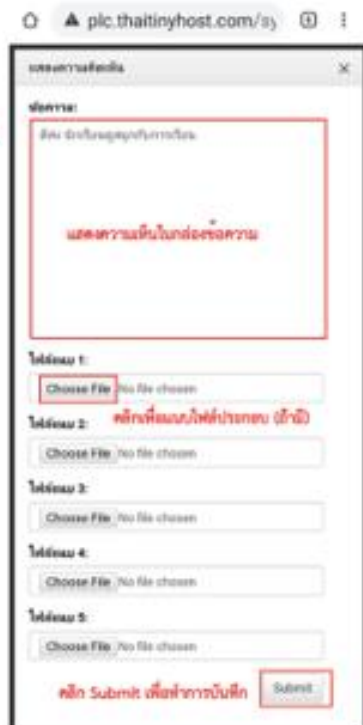 plc.thaitinyhost.com/sy
แสดงความคิดเห็น
ข้อความ:
แสดงความเห็นในกล่องข้อความ
ไฟล์แนบ 1:
Choose File No file chosen
คลิกเพื่อแนบไฟล์ประกอบ (ถ้ามี)
ไฟล์แนบ 2:
Choose File No file chosen
ไฟล์แนบ 3:
Choose File No file chosen
ไฟล์แนบ 4:
Choose File No file chosen
ไฟล์แนบ 5:
Choose File No file chosen
คลิก Submit เพื่อทำการบันทึก Submit